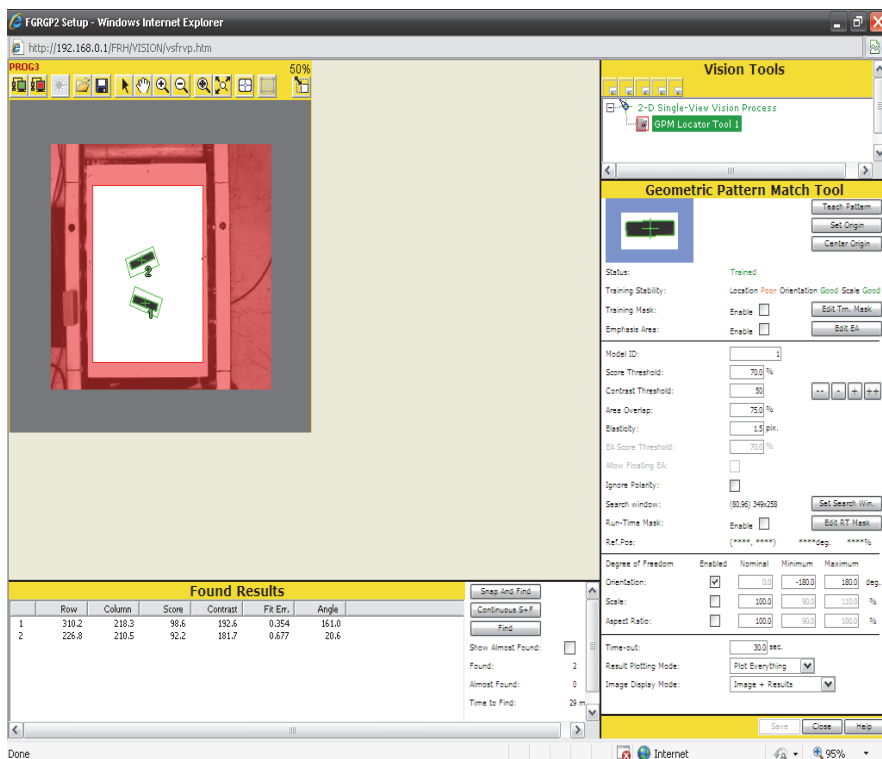 FGRGP2 Setup - Windows Internet Explorer
http://192.168.0.1/FRH/VISION/vsfrvp.htm
PROG3
50%
2
1
Vision Tools
2-D Single-View Vision Process
GPM Locator Tool 1
Geometric Pattern Match Tool
Teach Pattern
Set Origin
Center Origin
Status: Trained
Training Stability: Location Poor Orientation Good Scale Good
Training Mask: Enable Edit Trn. Mask
Emphasis Area: Enable Edit EA
Model ID: 1
Score Threshold: 70.0 %
Contrast Threshold: 50 -- - + ++
Area Overlap: 75.0 %
Elasticity: 1.5 pix.
EA Score Threshold: 70.0 %
Allow Floating EA:
Ignore Polarity:
Search window: (80,96) 349x258 Set Search Win.
Run-Time Mask: Enable Edit RT Mask
Ref.Pos: (****, ****) ****deg. ****%
Degree of Freedom Enabled Nominal Minimum Maximum
Orientation: 0.0 -180.0 180.0 deg.
Scale: 100.0 90.0 110.0 %
Aspect Ratio: 100.0 90.0 100.0 %
Time-out: 30.0 sec.
Result Plotting Mode: Plot Everything
Image Display Mode: Image + Results
Save Close Help
Found Results
Row Column Score Contrast Fit Err. Angle
1 310.2 218.3 98.6 192.6 0.354 161.0
2 226.8 210.5 92.2 181.7 0.677 20.6
Snap And Find
Continuous S+F
Find
Show Almost Found:
Found: 2
Almost Found: 0
Time to Find: 29 m
Done
Internet
95%